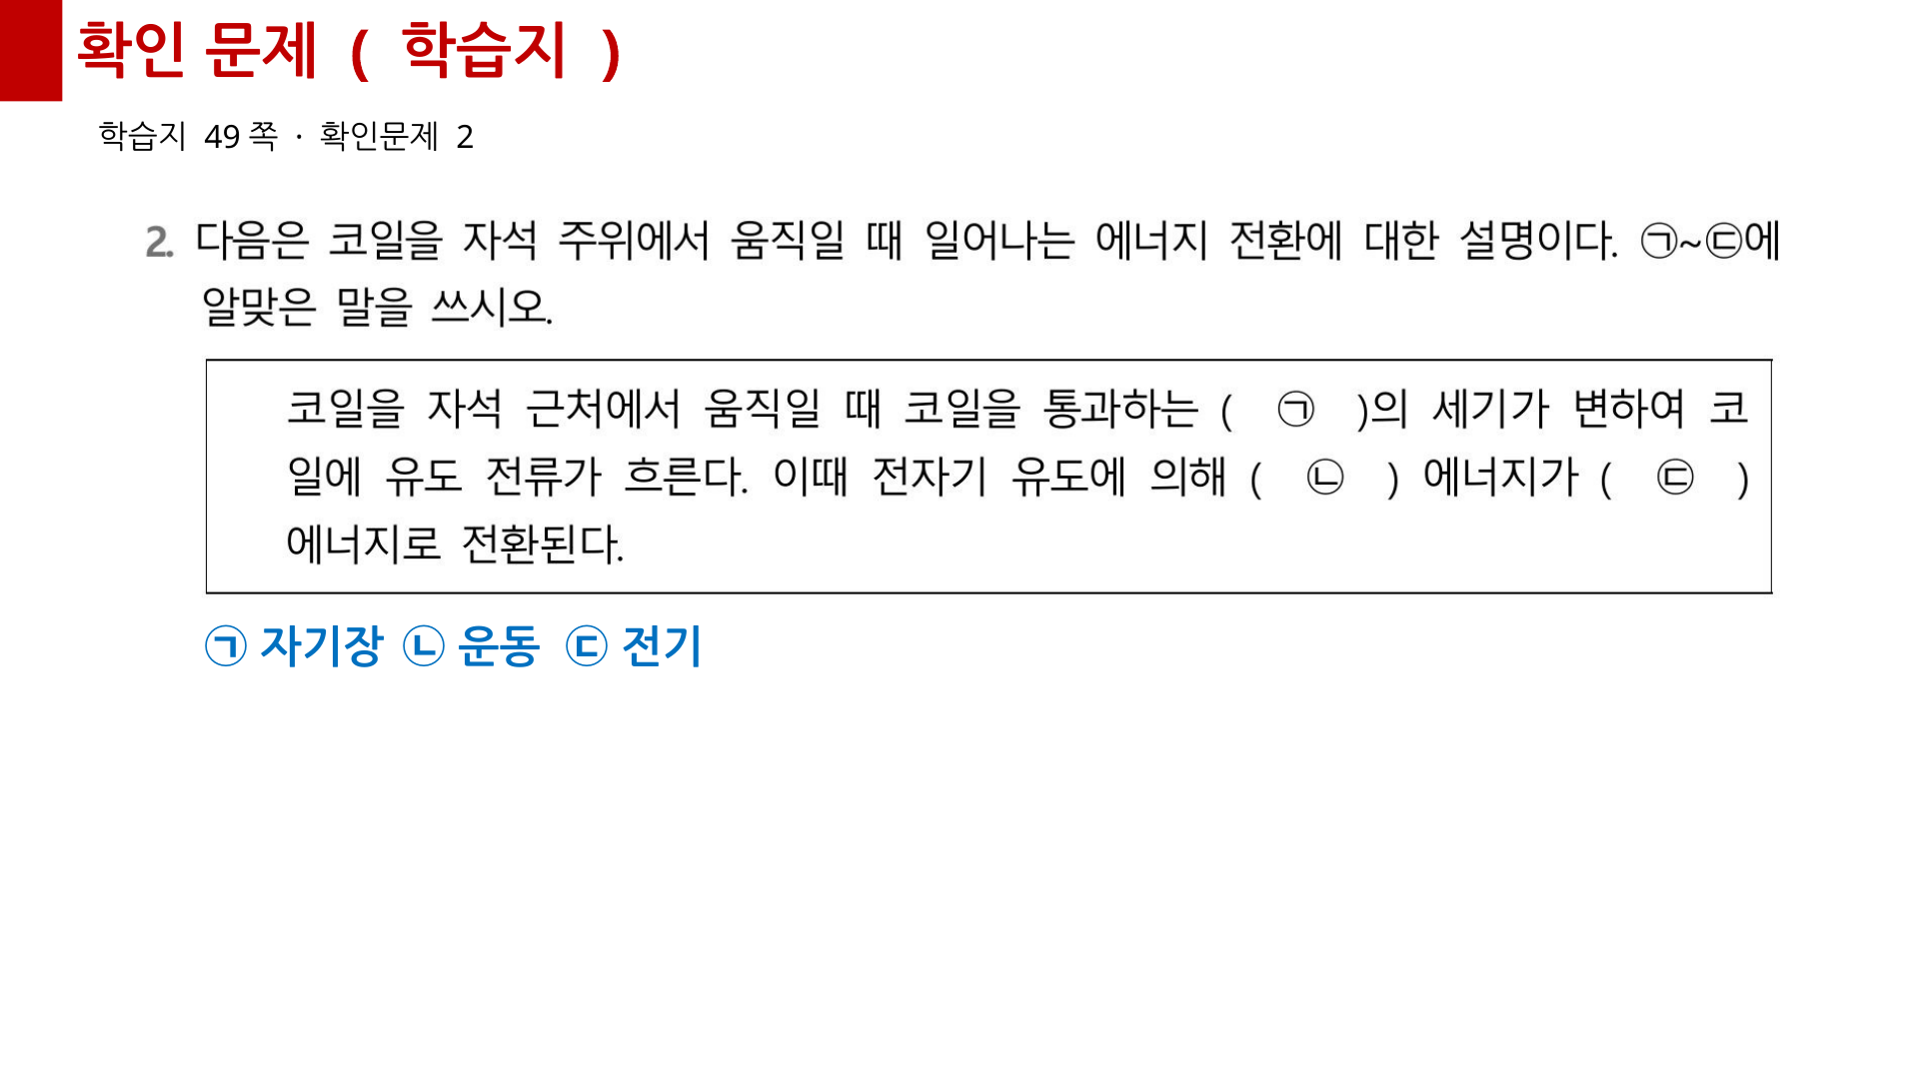 확인 문제 ( 학습지 )
학습지 49쪽 · 확인문제 2
2. 다음은 코일을 자석 주위에서 움직일 때 일어나는 에너지 전환에 대한 설명이다. ㉠~㉢에
알맞은 말을 쓰시오.
코일을 자석 근처에서 움직일 때 코일을 통과하는 ( ㉠ )의 세기가 변하여 코
일에 유도 전류가 흐른다. 이때 전자기 유도에 의해 ( ㉡ ) 에너지가 ( ㉢ )
에너지로 전환된다.
㉠ 자기장 ㉡ 운동 ㉢ 전기